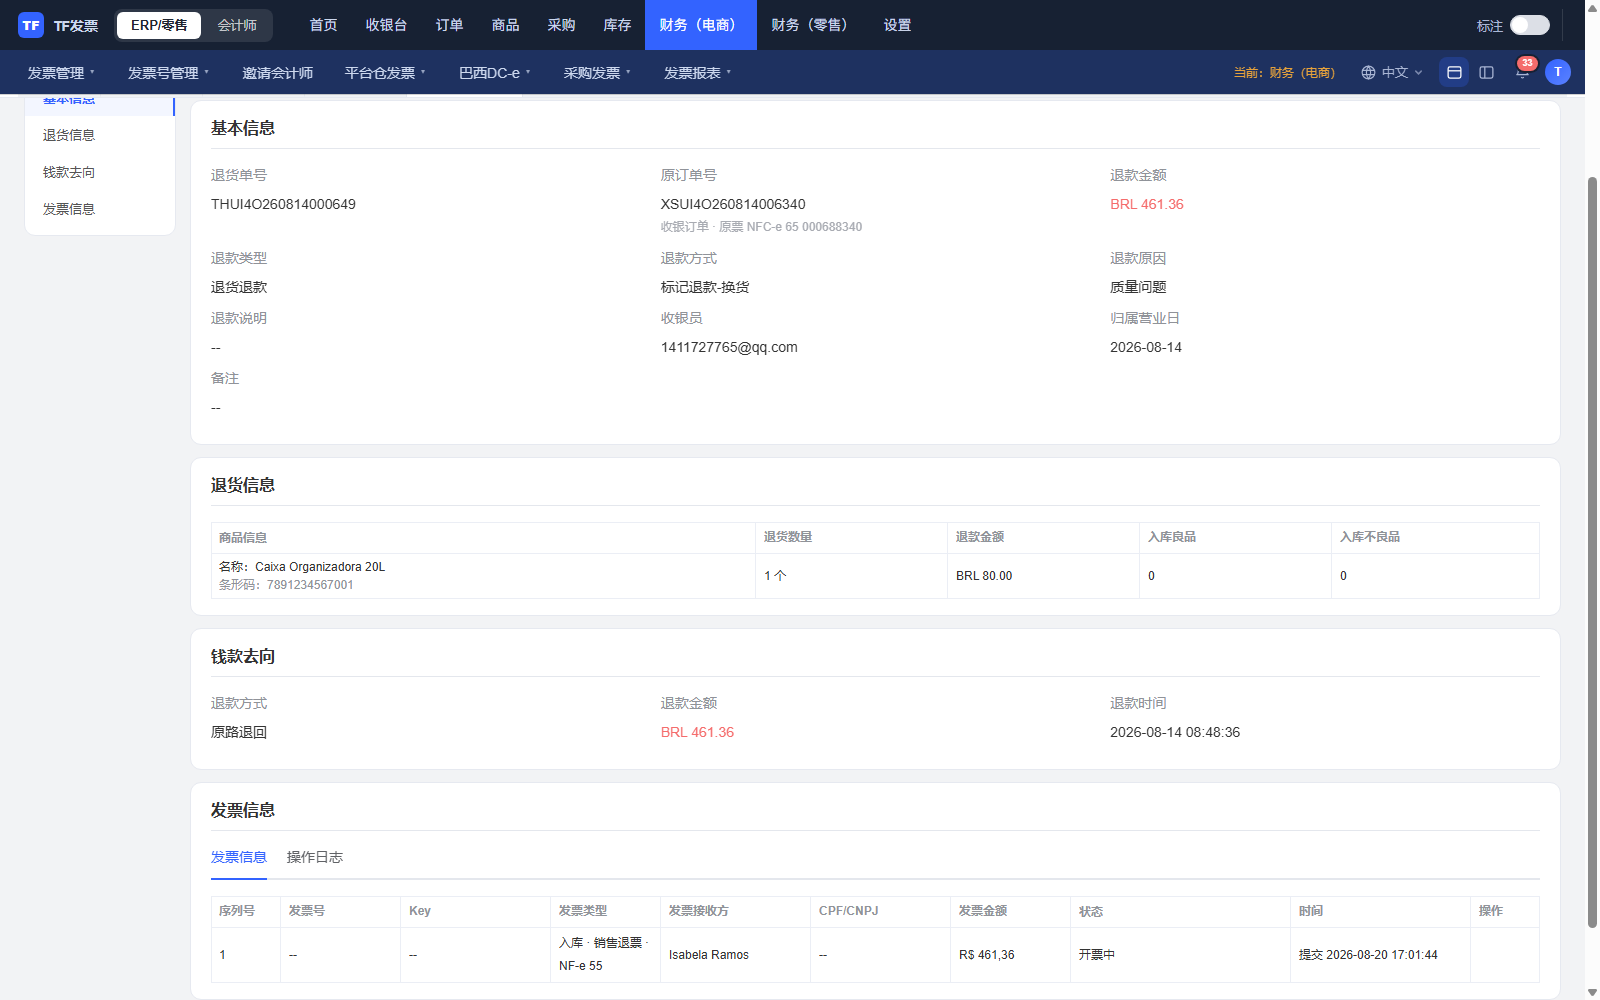 TF TF发票 ERP/零售 会计师 首页 收银台 订单 商品 采购 库存 财务（电商） 财务（零售） 设置 标注
发票管理 发票号管理 邀请会计师 平台仓发票 巴西DC-e 采购发票 发票报表 当前：财务（电商） 中文 33 T
基本信息
退货信息
钱款去向
发票信息
基本信息
退货单号 原订单号 退款金额
THUI4O260814000649 XSUI4O260814006340 BRL 461.36
收银订单 · 原票 NFC-e 65 000688340
退款类型 退款方式 退款原因
退货退款 标记退款-换货 质量问题
退款说明 收银员 归属营业日
-- 1411727765@qq.com 2026-08-14
备注
--
退货信息
商品信息 退货数量 退款金额 入库良品 入库不良品
名称：Caixa Organizadora 20L
条形码：7891234567001
1 个 BRL 80.00 0 0
钱款去向
退款方式 退款金额 退款时间
原路退回 BRL 461.36 2026-08-14 08:48:36
发票信息
发票信息 操作日志
序列号 发票号 Key 发票类型 发票接收方 CPF/CNPJ 发票金额 状态 时间 操作
1 -- -- 入库 · 销售退票 · NF-e 55 Isabela Ramos -- R$ 461,36 开票中 提交 2026-08-20 17:01:44